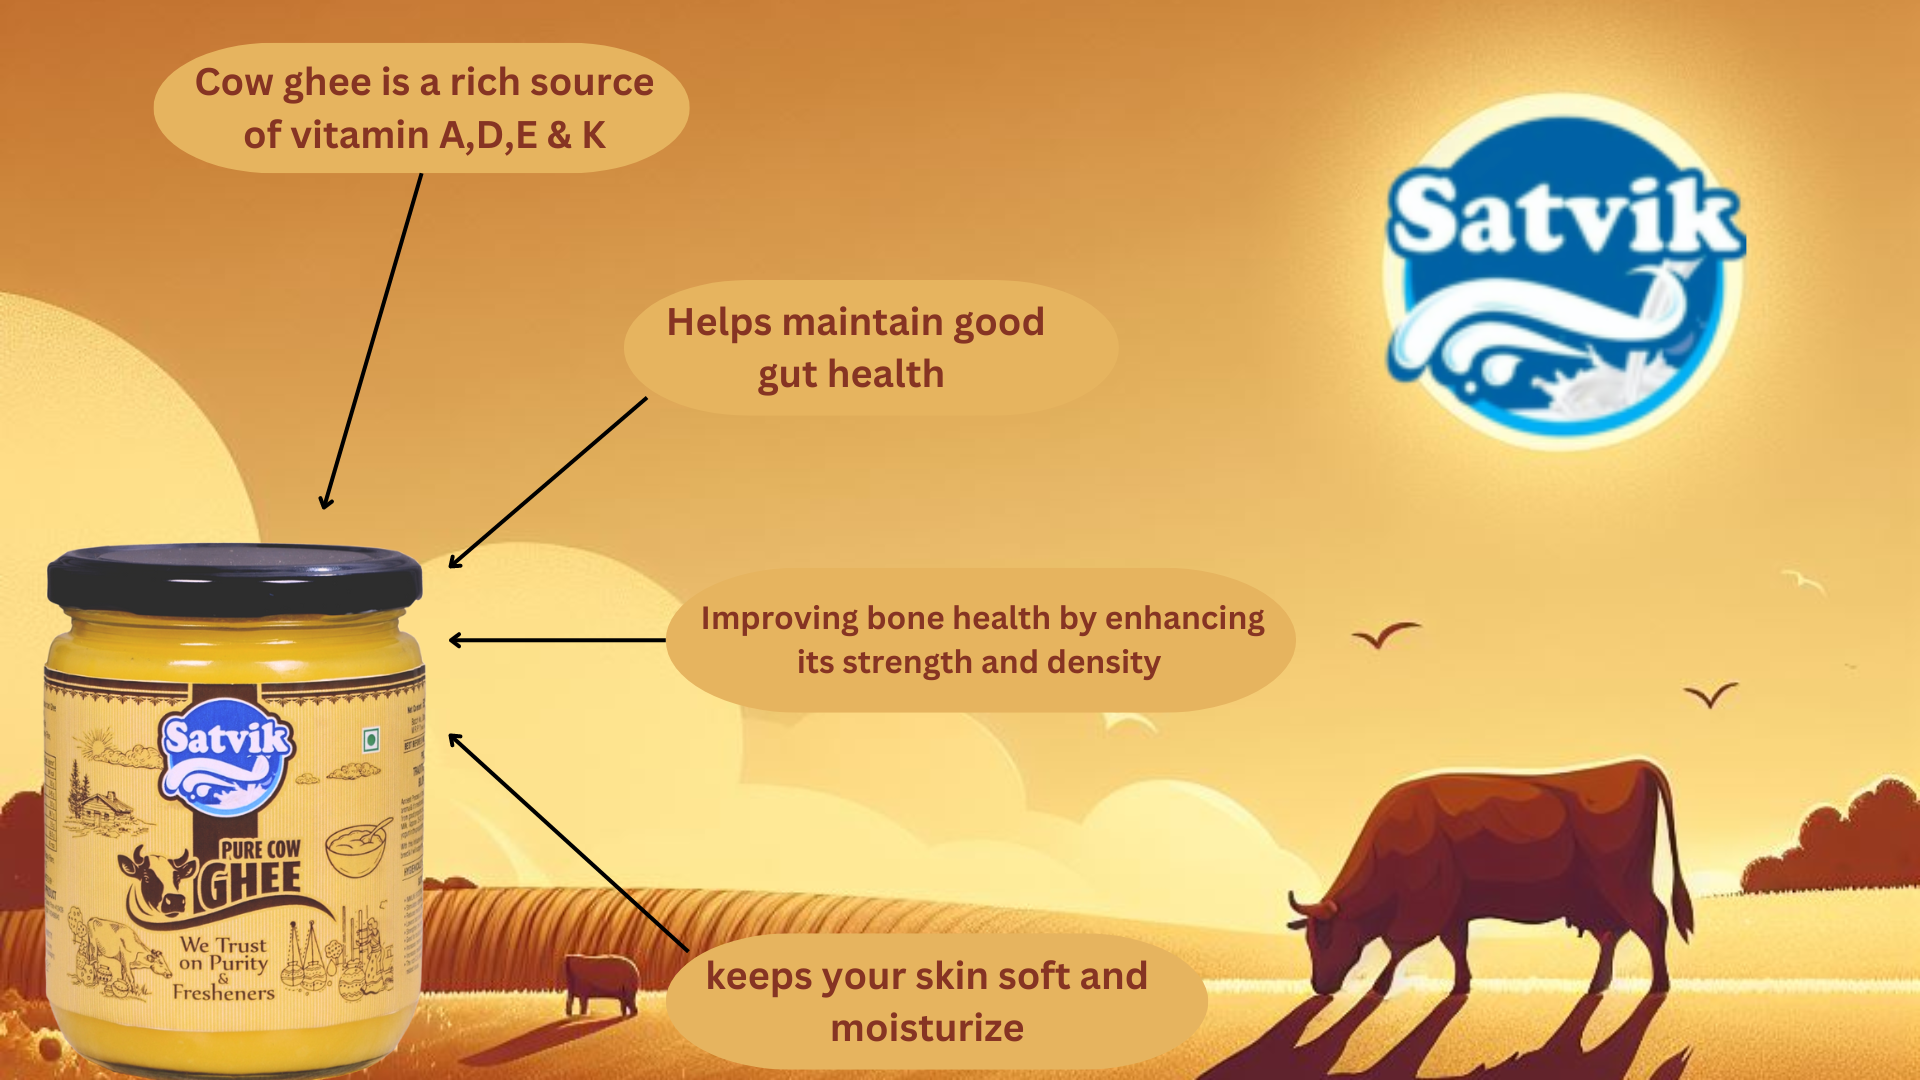 Cow ghee is a rich source
of vitamin A,D,E & K
Satvik
Helps maintain good
gut health
Improving bone health by enhancing
its strength and density
Satvik
PURE COW
GHEE
We Trust
on Purity
&
Fresheners
keeps your skin soft and
moisturize